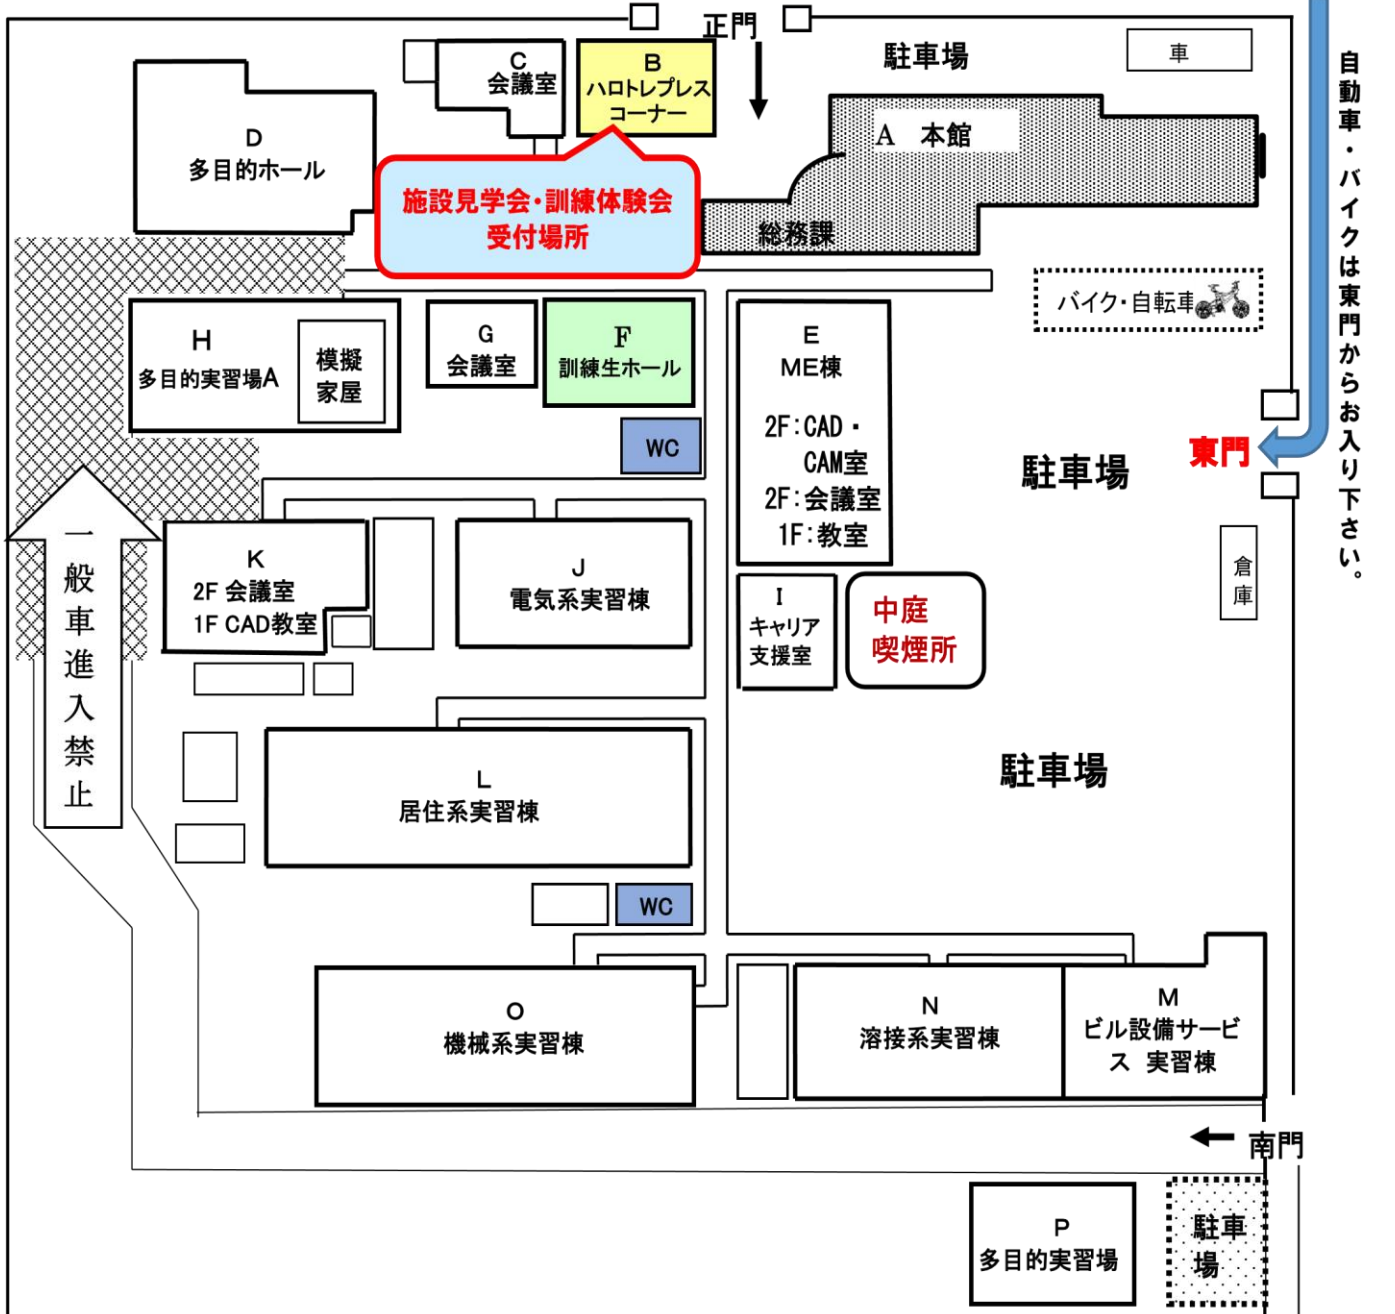 正門
駐車場
車
自動車・バイクは東門からお入り下さい。
C
会議室
B
ハロトレプレス
コーナー
D
多目的ホール
A 本館
施設見学会・訓練体験会
受付場所
総務課
バイク・自転車
H
多目的実習場A
模擬
家屋
G
会議室
F
訓練生ホール
E
ME棟
2F：CAD・
CAM室
2F：会議室
1F：教室
WC
駐車場
東門
一般車進入禁止
K
2F 会議室
1F CAD教室
J
電気系実習棟
I
キャリア
支援室
中庭
喫煙所
倉庫
L
居住系実習棟
駐車場
WC
O
機械系実習棟
N
溶接系実習棟
M
ビル設備サービ
ス 実習棟
南門
P
多目的実習場
駐車
場